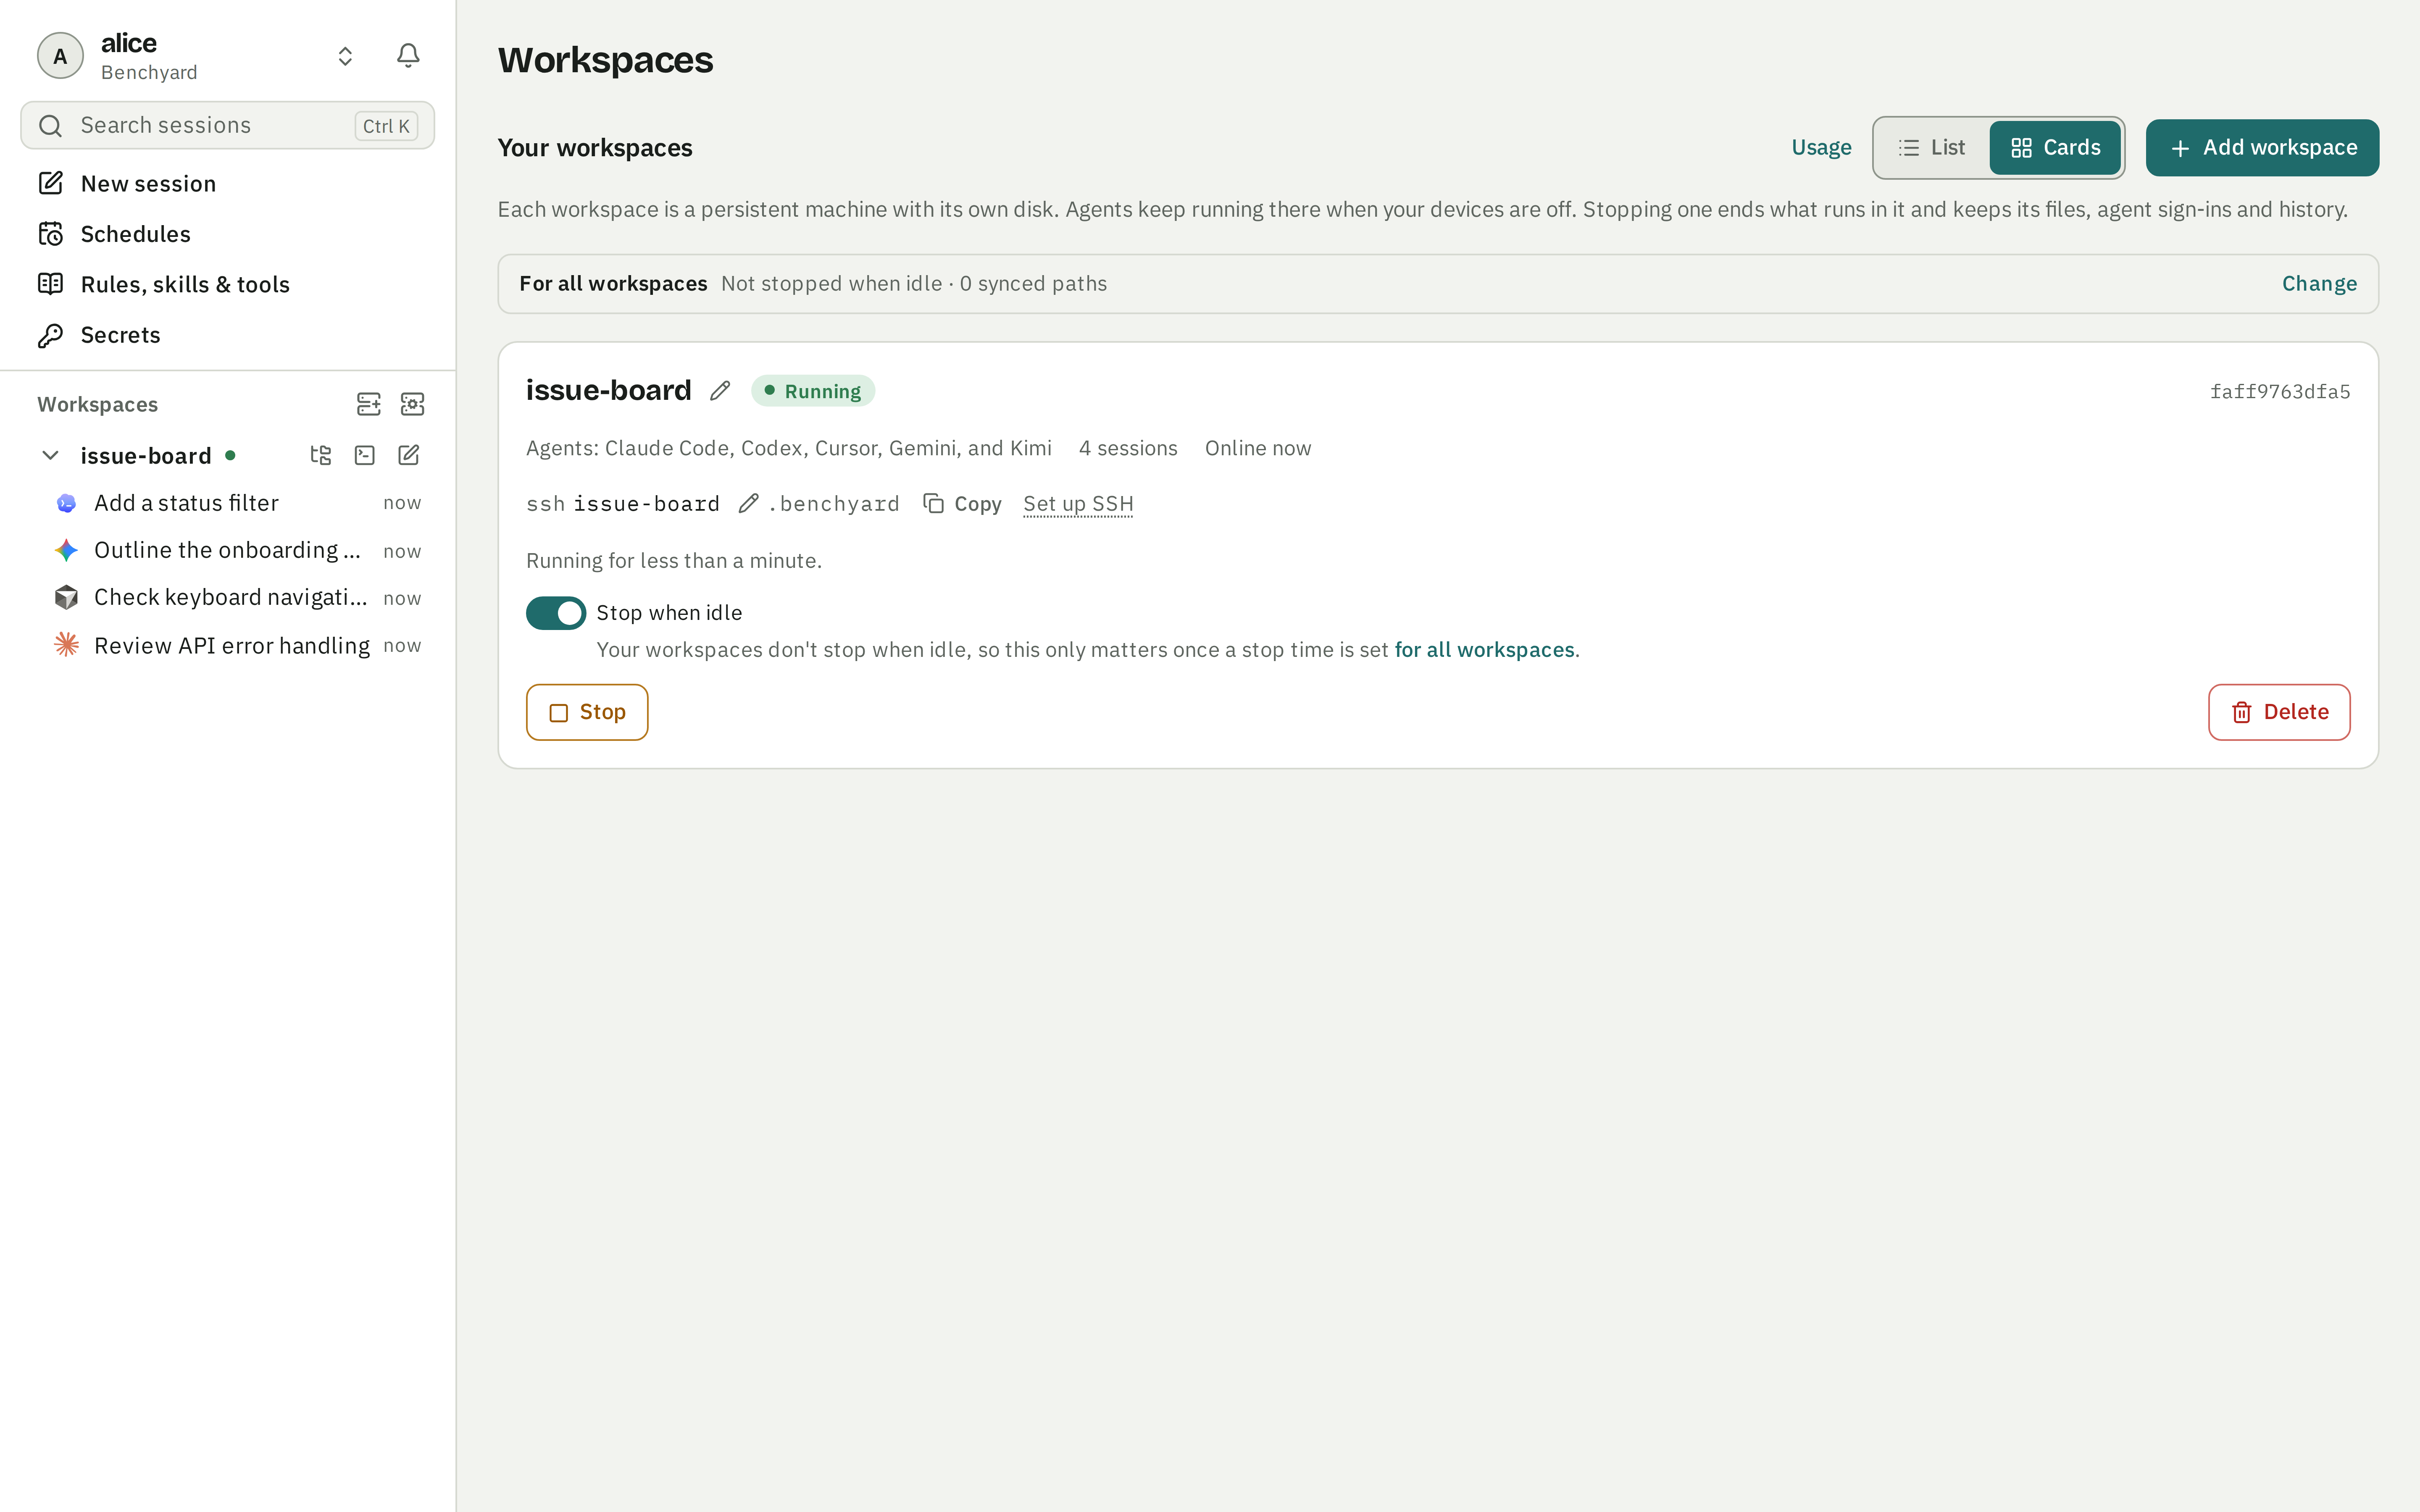 A
alice
Benchyard
Search sessions
Ctrl K
New session
Schedules
Rules, skills & tools
Secrets
Workspaces
issue-board
Add a status filter now
Outline the onboarding ... now
Check keyboard navigati... now
Review API error handling now
Workspaces
Your workspaces
Usage
List
Cards
Add workspace
Each workspace is a persistent machine with its own disk. Agents keep running there when your devices are off. Stopping one ends what runs in it and keeps its files, agent sign-ins and history.
For all workspaces Not stopped when idle · 0 synced paths
Change
issue-board
Running
faff9763dfa5
Agents: Claude Code, Codex, Cursor, Gemini, and Kimi 4 sessions Online now
ssh issue-board .benchyard Copy Set up SSH
Running for less than a minute.
Stop when idle
Your workspaces don't stop when idle, so this only matters once a stop time is set for all workspaces.
Stop
Delete